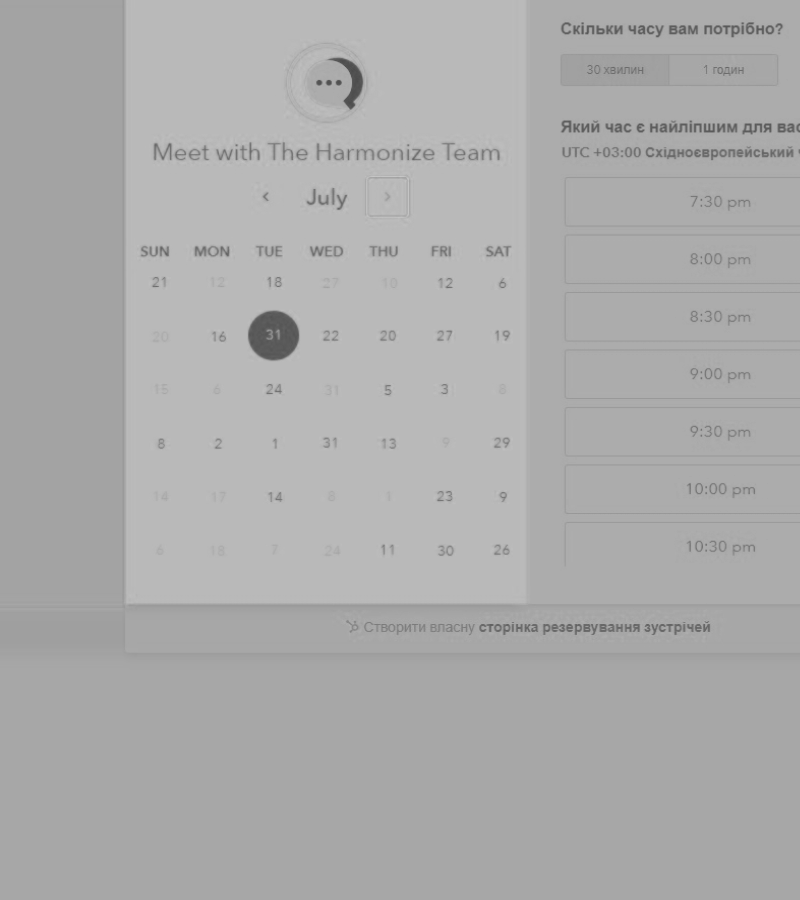 Meet with The Harmonize Team
July
SUN MON TUE WED THU FRI SAT
21 12 18 27 18 12 6
20 16 31 22 20 27 19
15 6 24 31 5 3 8
8 2 1 31 13 9 29
14 17 14 8 1 23 9
6 18 7 24 11 30 26
Скільки часу вам потрібно?
30 хвилин 1 годин
Який час є найліпшим для вас
UTC +03:00 Східноєвропейський
7:30 pm
8:00 pm
8:30 pm
9:00 pm
9:30 pm
10:00 pm
10:30 pm
Створити власну сторінка резервування зустрічей